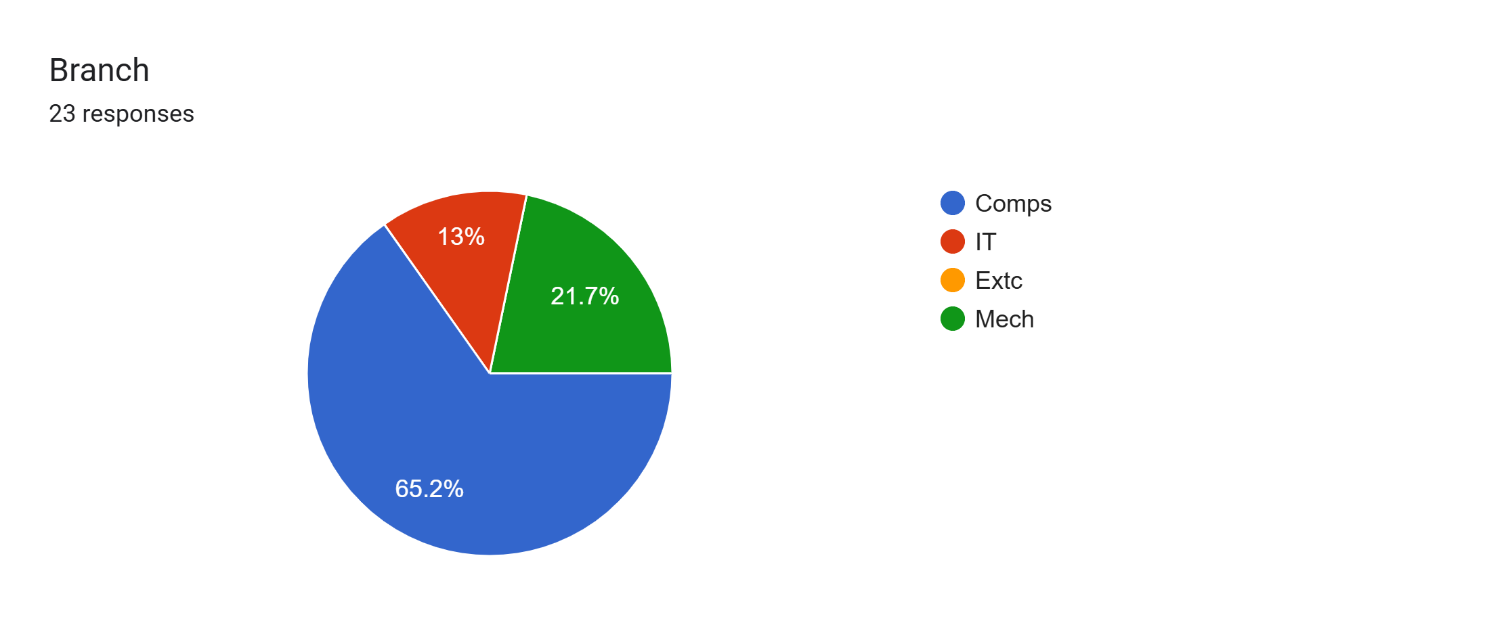 Branch
23 responses
13%
21.7%
65.2%
Comps
IT
Extc
Mech